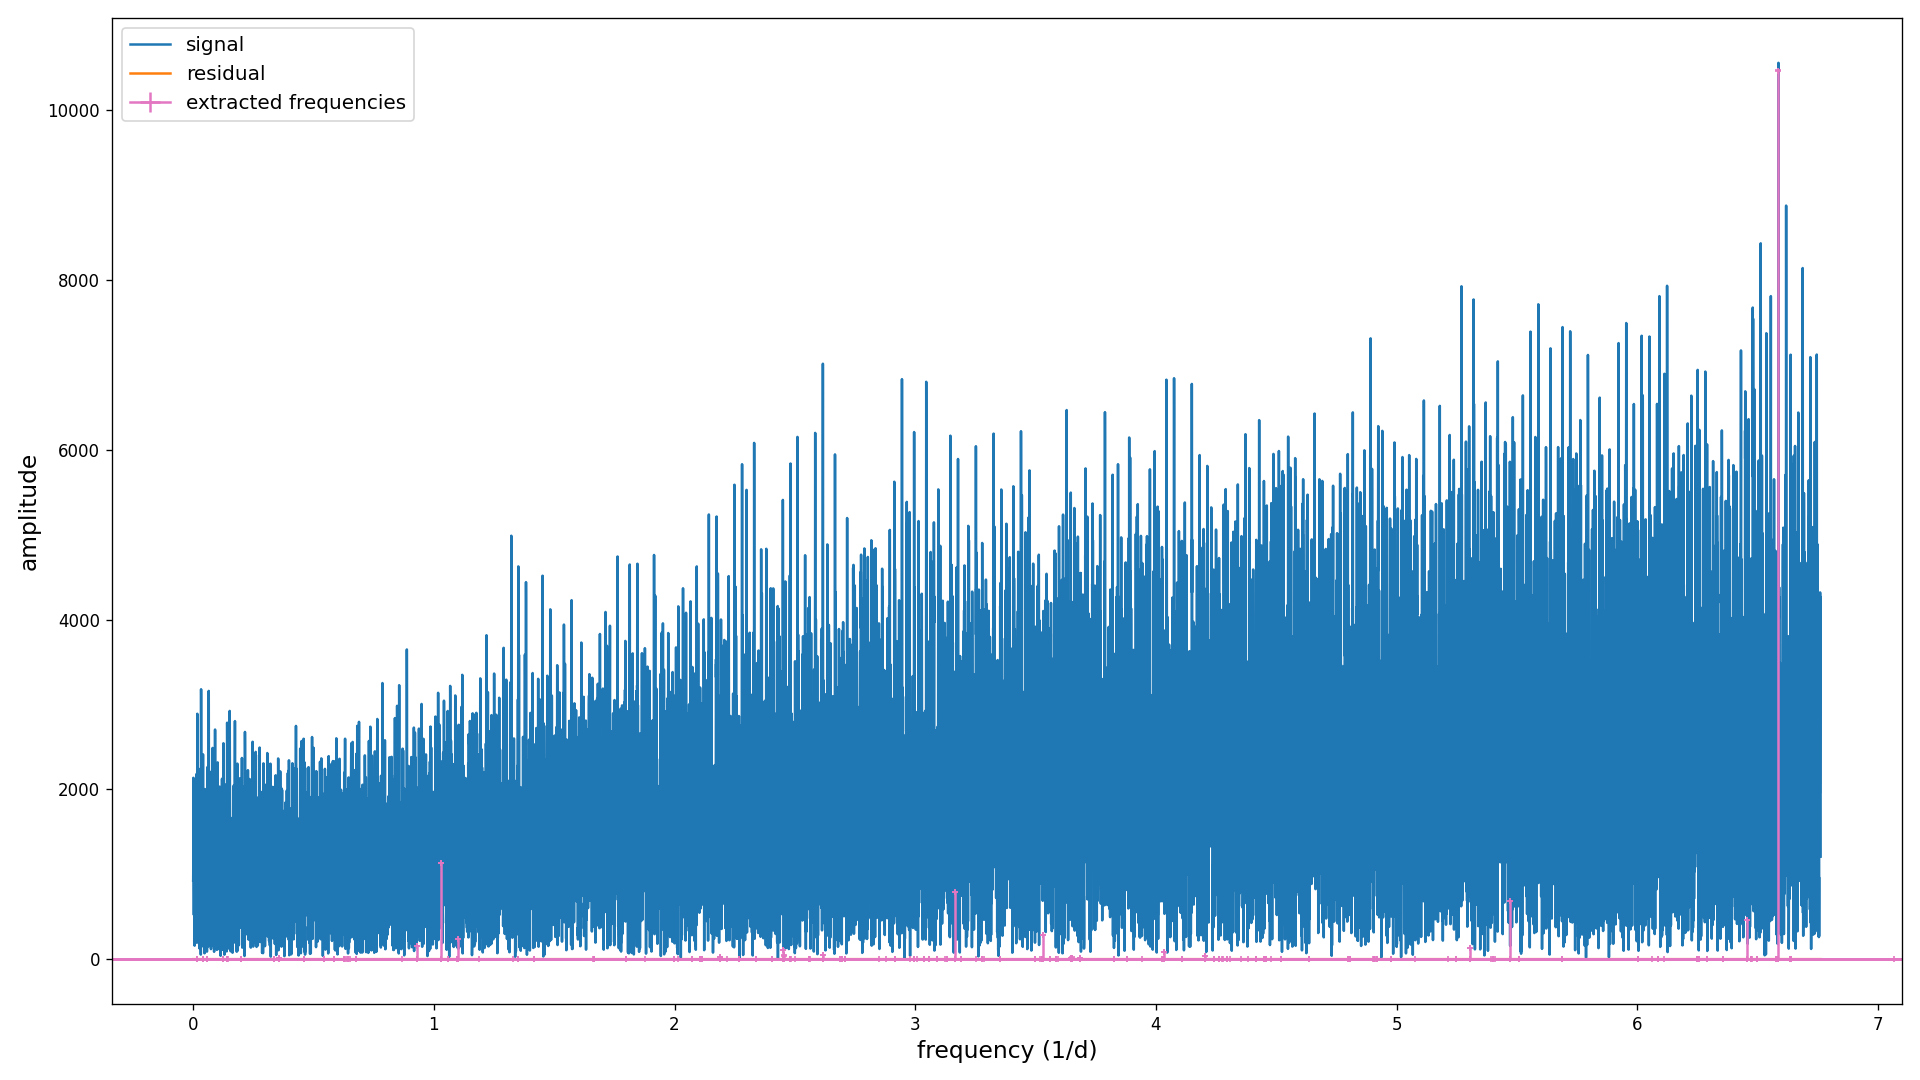 signal
residual
extracted frequencies
10000
8000
6000
4000
2000
0
amplitude
0 1 2 3 4 5 6 7
frequency (1/d)